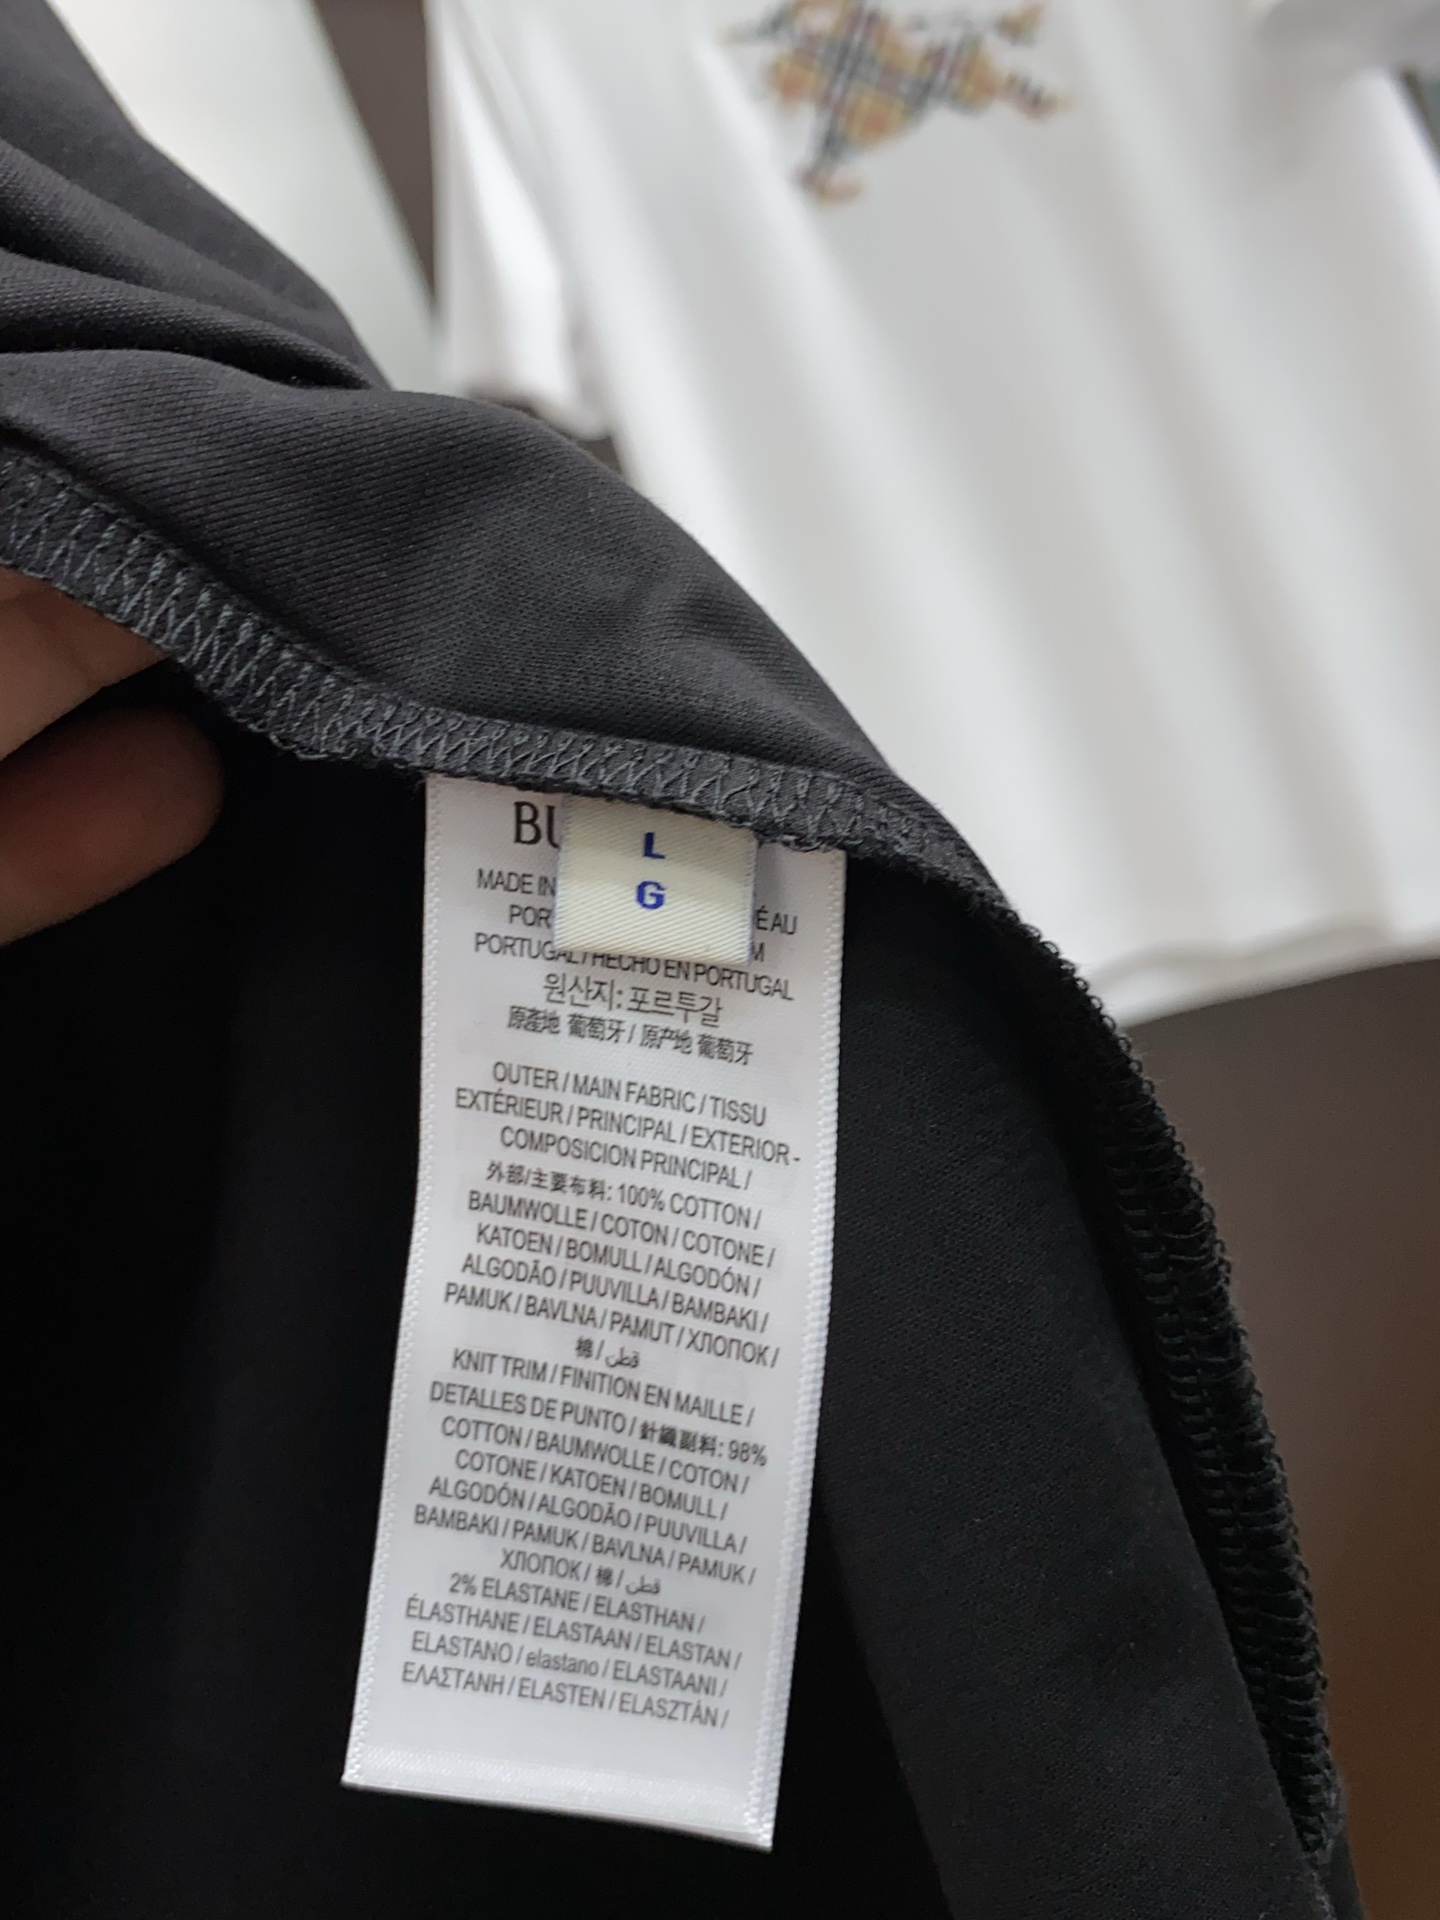 BU
L
G
MADE IN
ÉAU
POR
M
PORTUGAL / HECHO EN PORTUGAL
원산지: 포르투갈
原產地 葡萄牙 / 原产地 葡萄牙
OUTER / MAIN FABRIC / TISSU
EXTÉRIEUR / PRINCIPAL / EXTERIOR -
COMPOSICION PRINCIPAL /
外部/主要布料: 100% COTTON /
BAUMWOLLE / COTON / COTONE /
KATOEN / BOMULL / ALGODÓN /
ALGODÃO / PUUVILLA / BAMBAKI /
PAMUK / BAVLNA / PAMUT / ХЛОПОК /
棉 / قطن
KNIT TRIM / FINITION EN MAILLE /
DETALLES DE PUNTO / 針織副料: 98%
COTTON / BAUMWOLLE / COTON /
COTONE / KATOEN / BOMULL /
ALGODÓN / ALGODÃO / PUUVILLA /
BAMBAKI / PAMUK / BAVLNA / PAMUK /
ХЛОПОК / 棉 / قطن
2% ELASTANE / ELASTHAN /
ÉLASTHANE / ELASTAAN / ELASTAN /
ELASTANO / elastano / ELASTAANI /
ΕΛΑΣΤΑΝΗ / ELASTEN / ELASZTÁN /